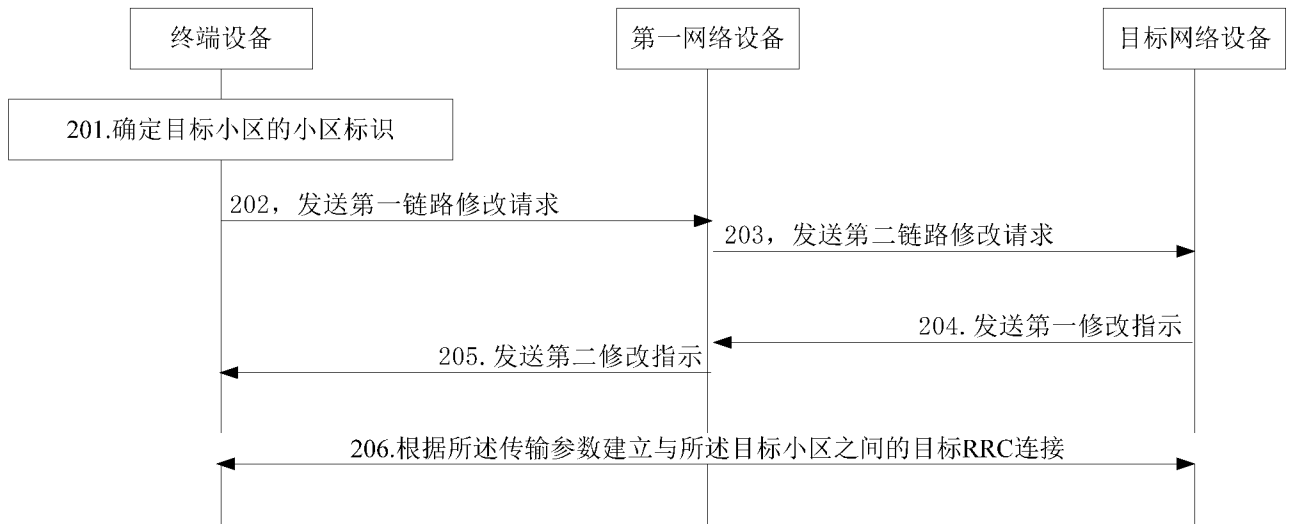 终端设备
第一网络设备
目标网络设备
201.确定目标小区的小区标识
202，发送第一链路修改请求
203，发送第二链路修改请求
204.发送第一修改指示
205.发送第二修改指示
206.根据所述传输参数建立与所述目标小区之间的目标RRC连接